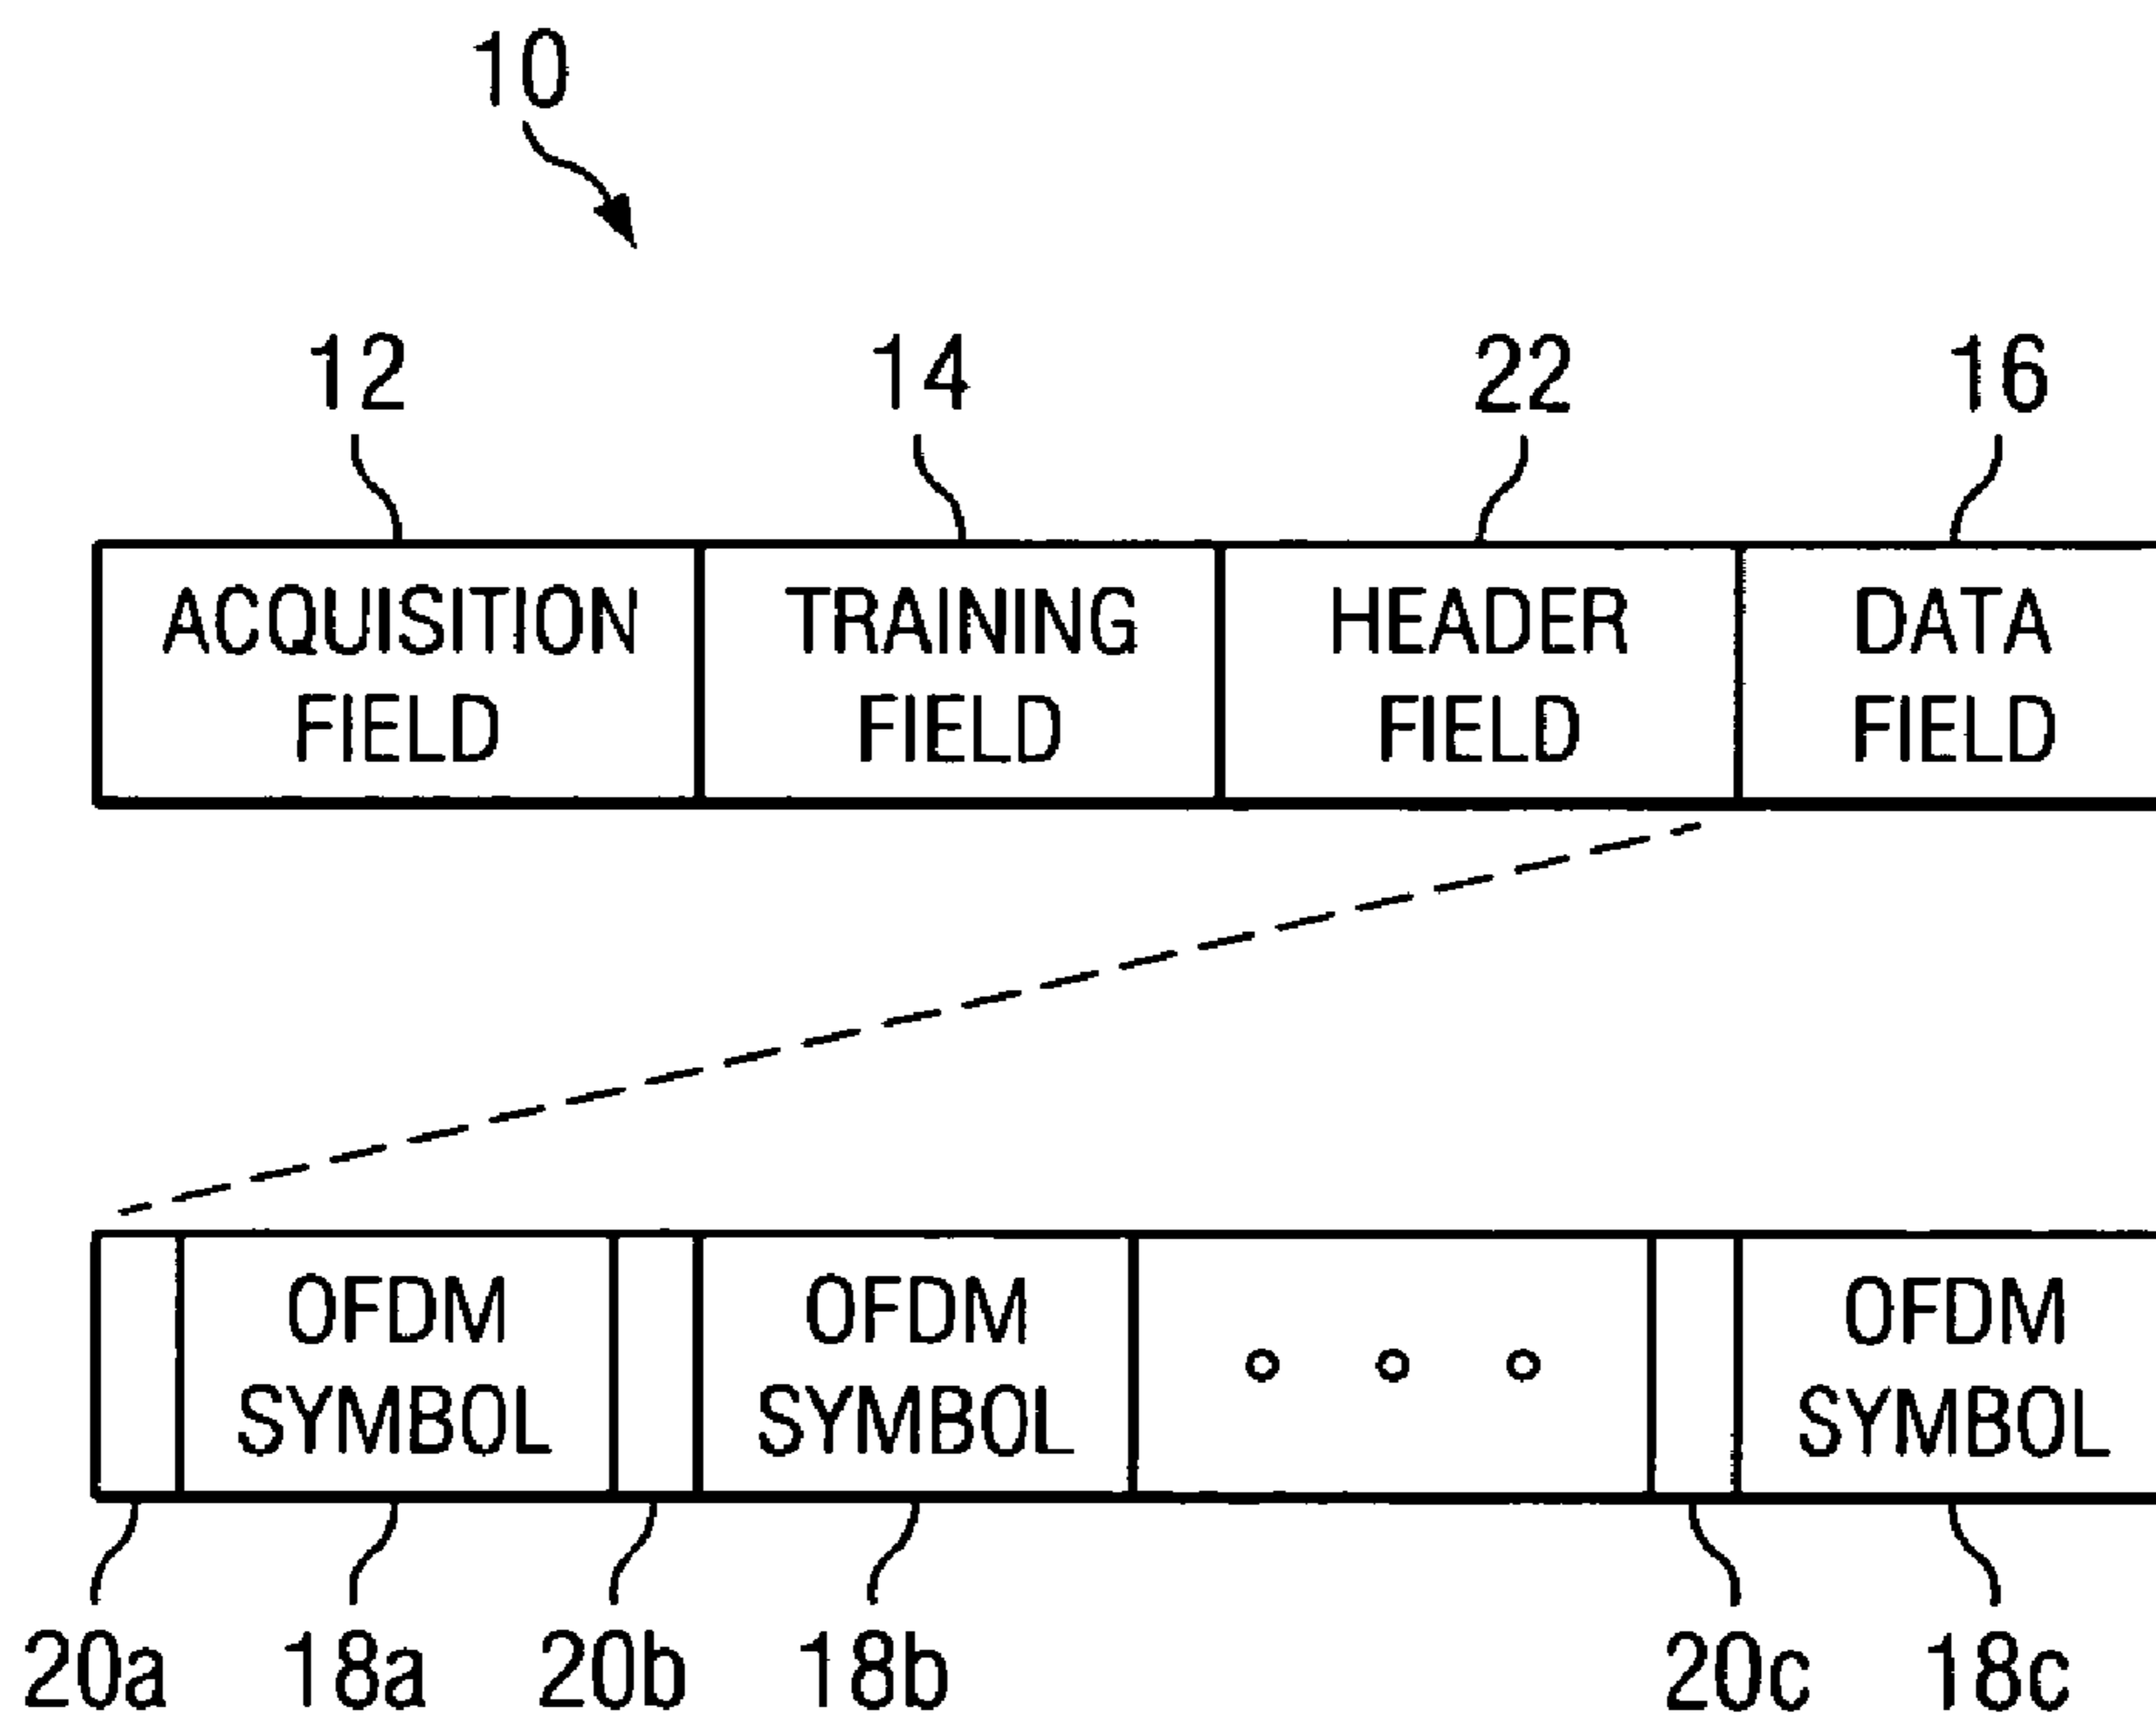 10
12 14 22 16
ACQUISITION TRAINING HEADER DATA
FIELD FIELD FIELD FIELD
OFDM OFDM OFDM
SYMBOL SYMBOL SYMBOL
20a 18a 20b 18b 20c 18c